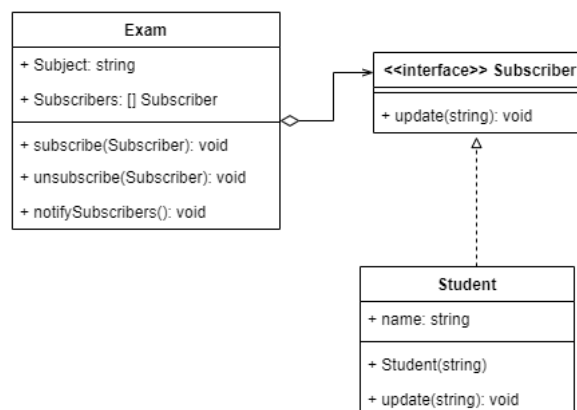 Exam
+ Subject: string
+ Subscribers: [] Subscriber
+ subscribe(Subscriber): void
+ unsubscribe(Subscriber): void
+ notifySubscribers(): void
<<interface>> Subscriber
+ update(string): void
Student
+ name: string
+ Student(string)
+ update(string): void